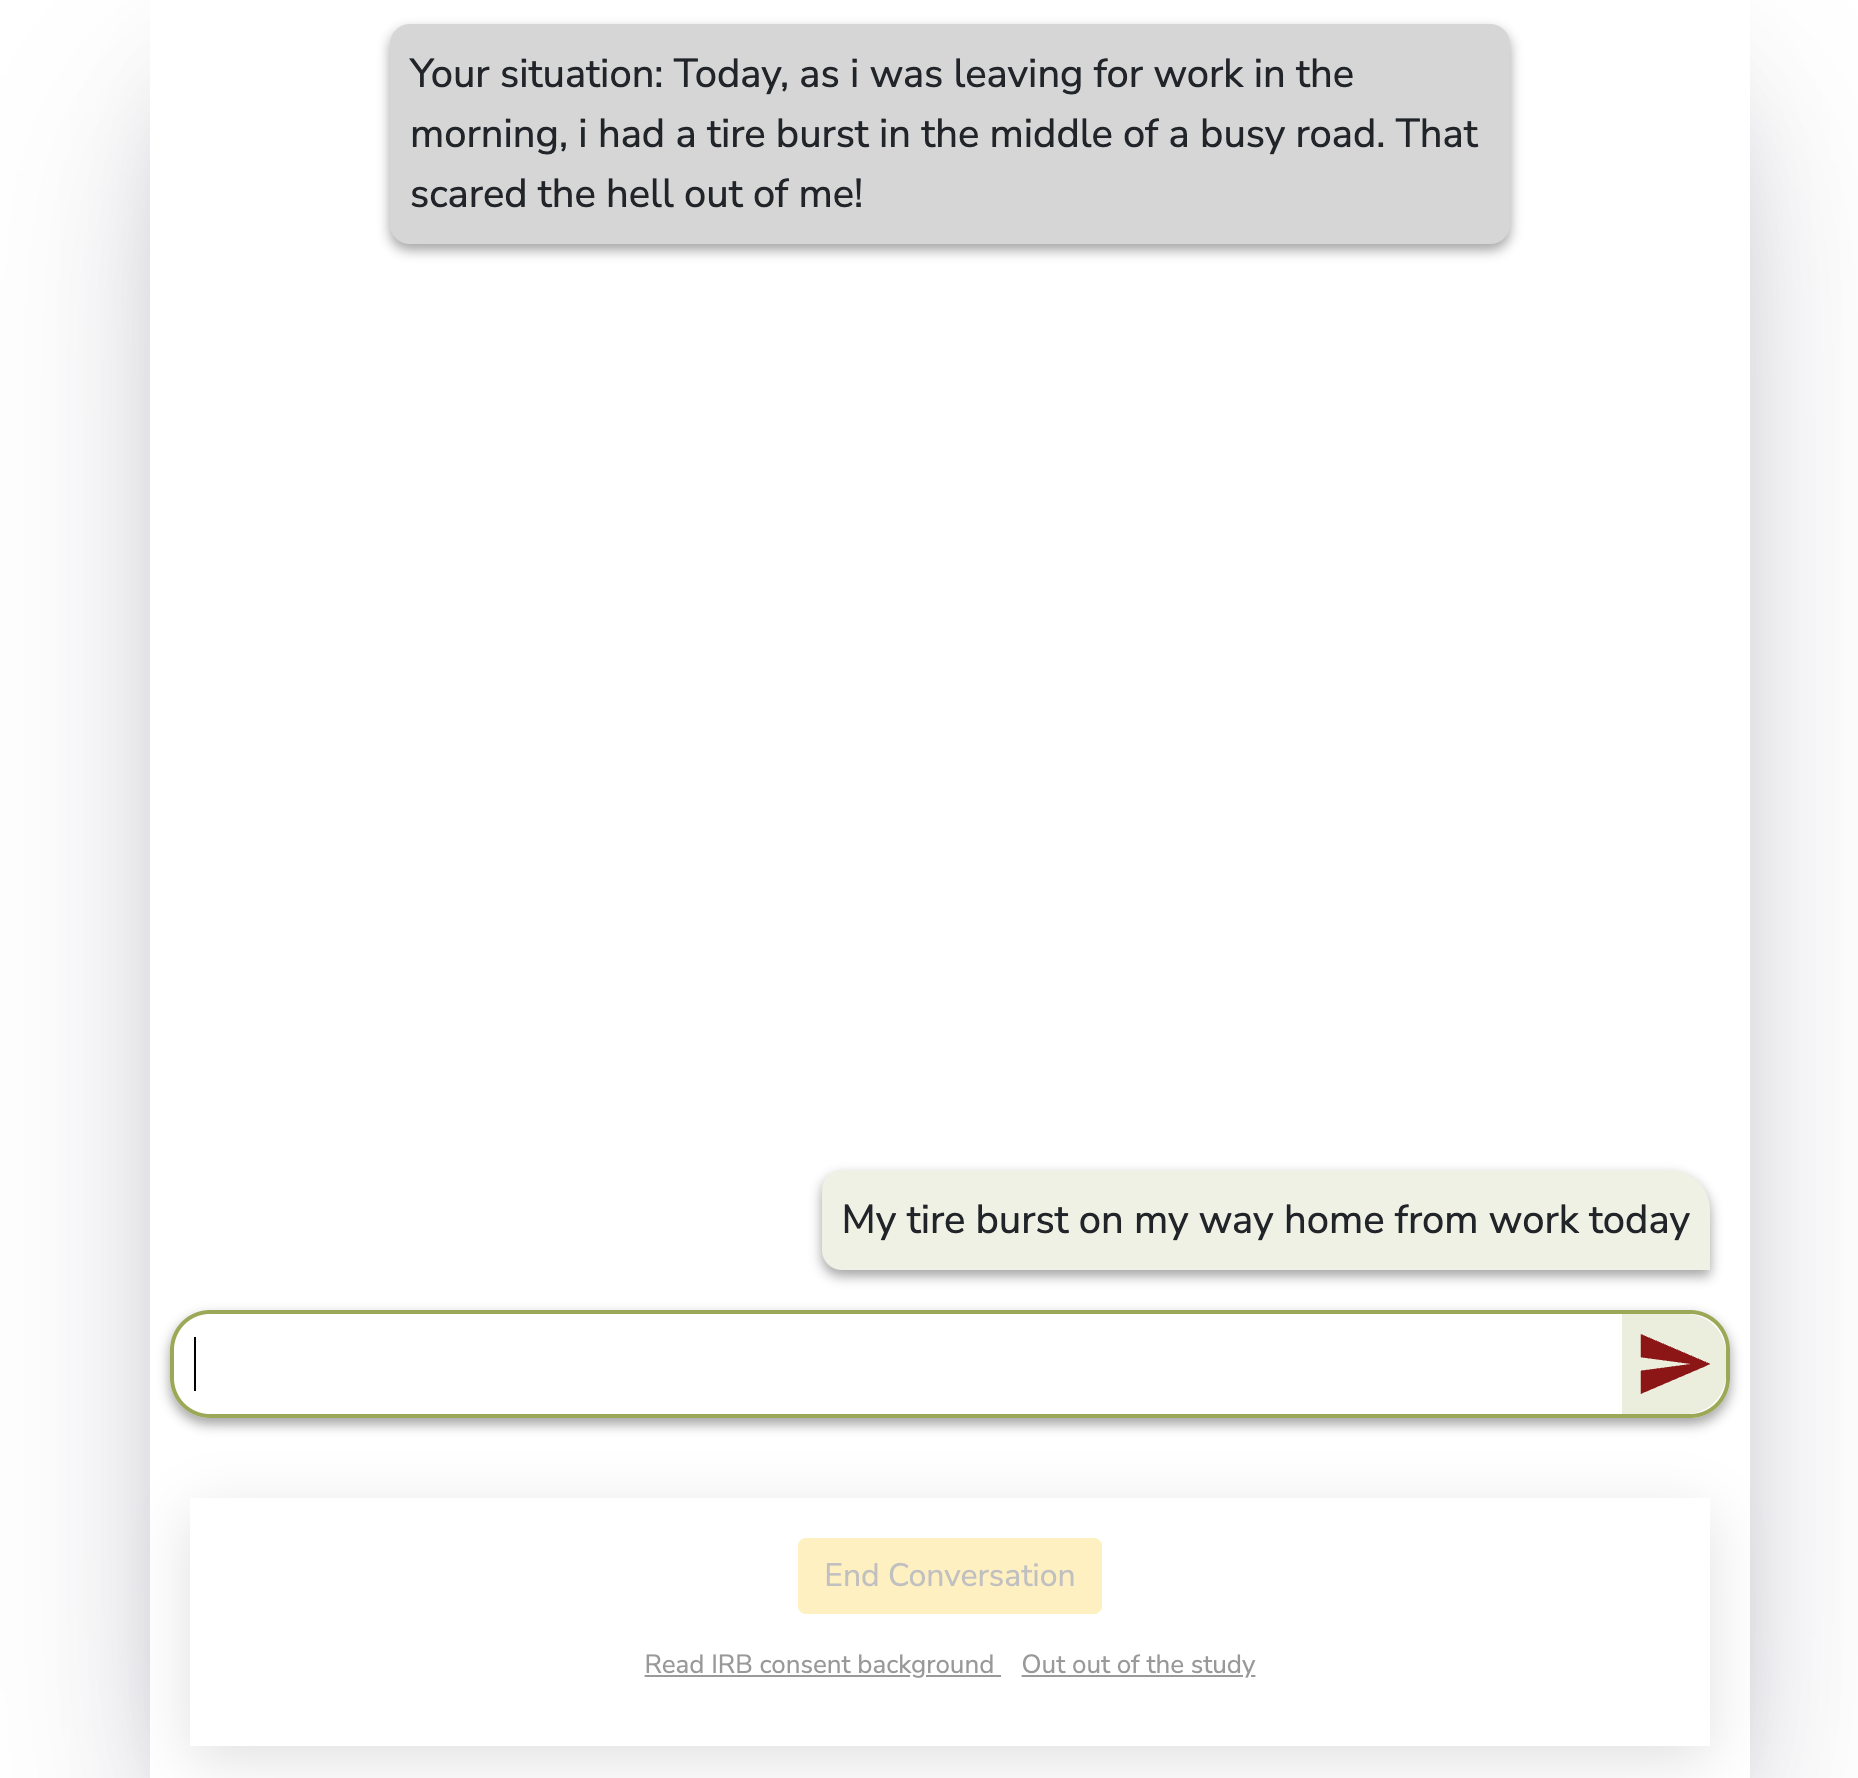 Your situation: Today, as i was leaving for work in the
morning, i had a tire burst in the middle of a busy road. That
scared the hell out of me!
My tire burst on my way home from work today
End Conversation
Read IRB consent background Out out of the study